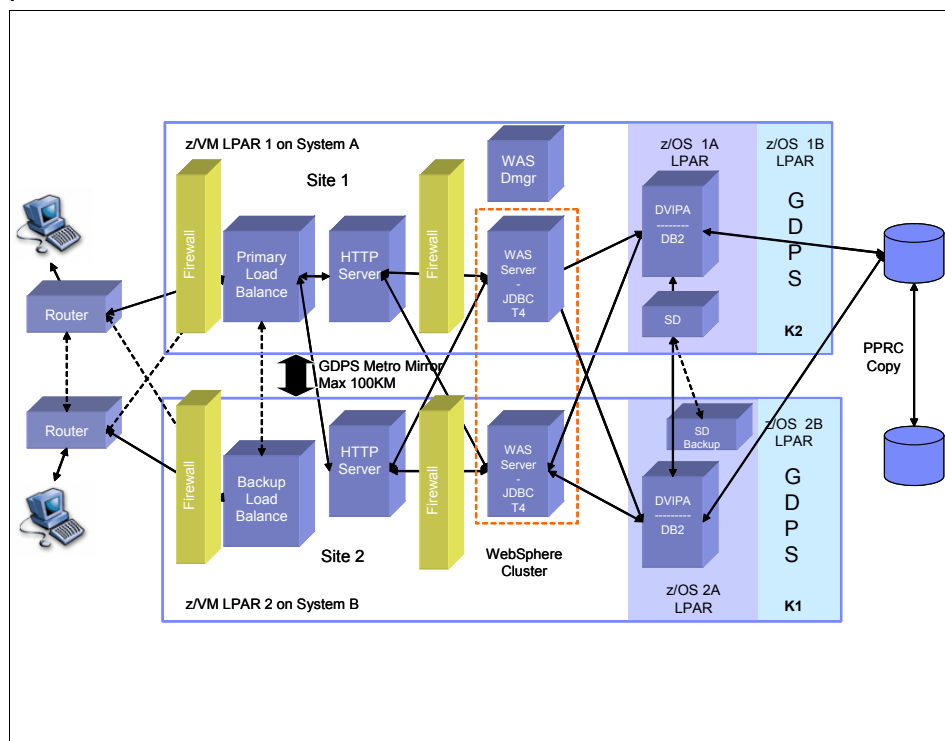 z/VM LPAR 1 on System A
Site 1
WAS
Dmgr
z/OS  1A
LPAR
z/OS  1B
LPAR
Firewall
Primary
Load
Balance
HTTP
Server
Firewall
WAS
Server
-
JDBC
T4
DVIPA
---------
DB2
G
D
P
S
Router
SD
K2
GDPS Metro Mirror
Max 100KM
PPRC
Copy
Router
Firewall
Backup
Load
Balance
HTTP
Server
Firewall
WAS
Server
-
JDBC
T4
SD
Backup
z/OS  2B
LPAR
DVIPA
---------
DB2
G
D
P
S
Site 2
WebSphere
Cluster
z/VM LPAR 2 on System B
z/OS 2A
LPAR
K1